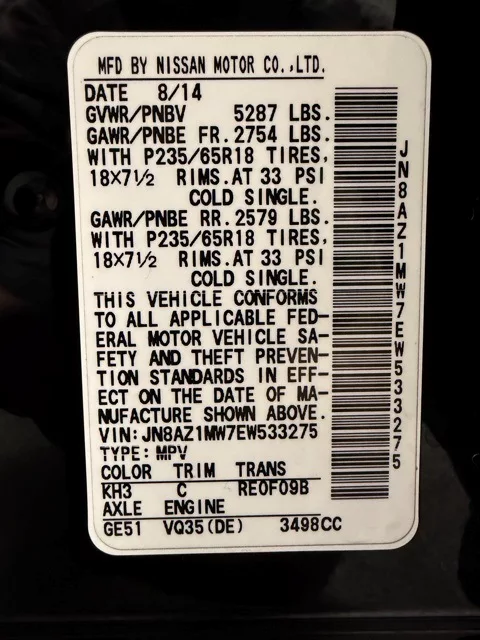 MFD BY NISSAN MOTOR CO.,LTD.
DATE 8/14
GVWR/PNBV 5287 LBS.
GAWR/PNBE FR. 2754 LBS.
WITH P235/65R18 TIRES,
18X7½ RIMS. AT 33 PSI
COLD SINGLE.
GAWR/PNBE RR. 2579 LBS.
WITH P235/65R18 TIRES,
18X7½ RIMS. AT 33 PSI
COLD SINGLE.
THIS VEHICLE CONFORMS
TO ALL APPLICABLE FED-
ERAL MOTOR VEHICLE SA-
FETY AND THEFT PREVEN-
TION STANDARDS IN EFF-
ECT ON THE DATE OF MA-
NUFACTURE SHOWN ABOVE.
VIN:JN8AZ1MW7EW533275
TYPE: MPV
COLOR TRIM TRANS
KH3 C RE0F09B
AXLE ENGINE
GE51 VQ35(DE) 3498CC
JN8AZ1MW7EW533275